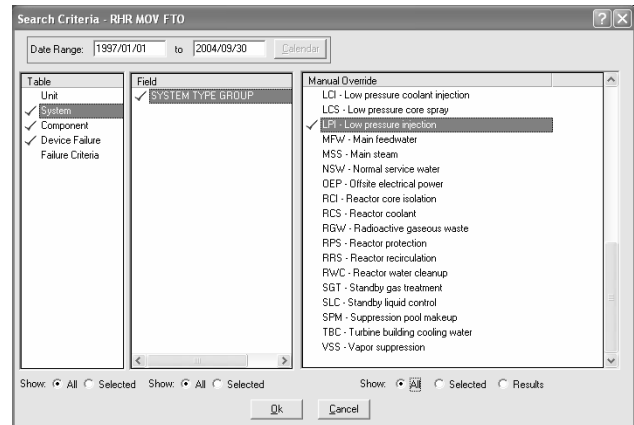 Search Criteria - RHR MOV FTO
Date Range: 1997/01/01 to 2004/09/30 Calendar
Table
Unit
System
Component
Device Failure
Failure Criteria
Field
SYSTEM TYPE GROUP
Manual Override
LCI - Low pressure coolant injection
LCS - Low pressure core spray
LPI - Low pressure injection
MFW - Main feedwater
MSS - Main steam
NSW - Normal service water
OEP - Offsite electrical power
RCI - Reactor core isolation
RCS - Reactor coolant
RGW - Radioactive gaseous waste
RPS - Reactor protection
RRS - Reactor recirculation
RWC - Reactor water cleanup
SGT - Standby gas treatment
SLC - Standby liquid control
SPM - Suppression pool makeup
TBC - Turbine building cooling water
VSS - Vapor suppression
Show: All Selected Show: All Selected Show: All Selected Results
Ok Cancel